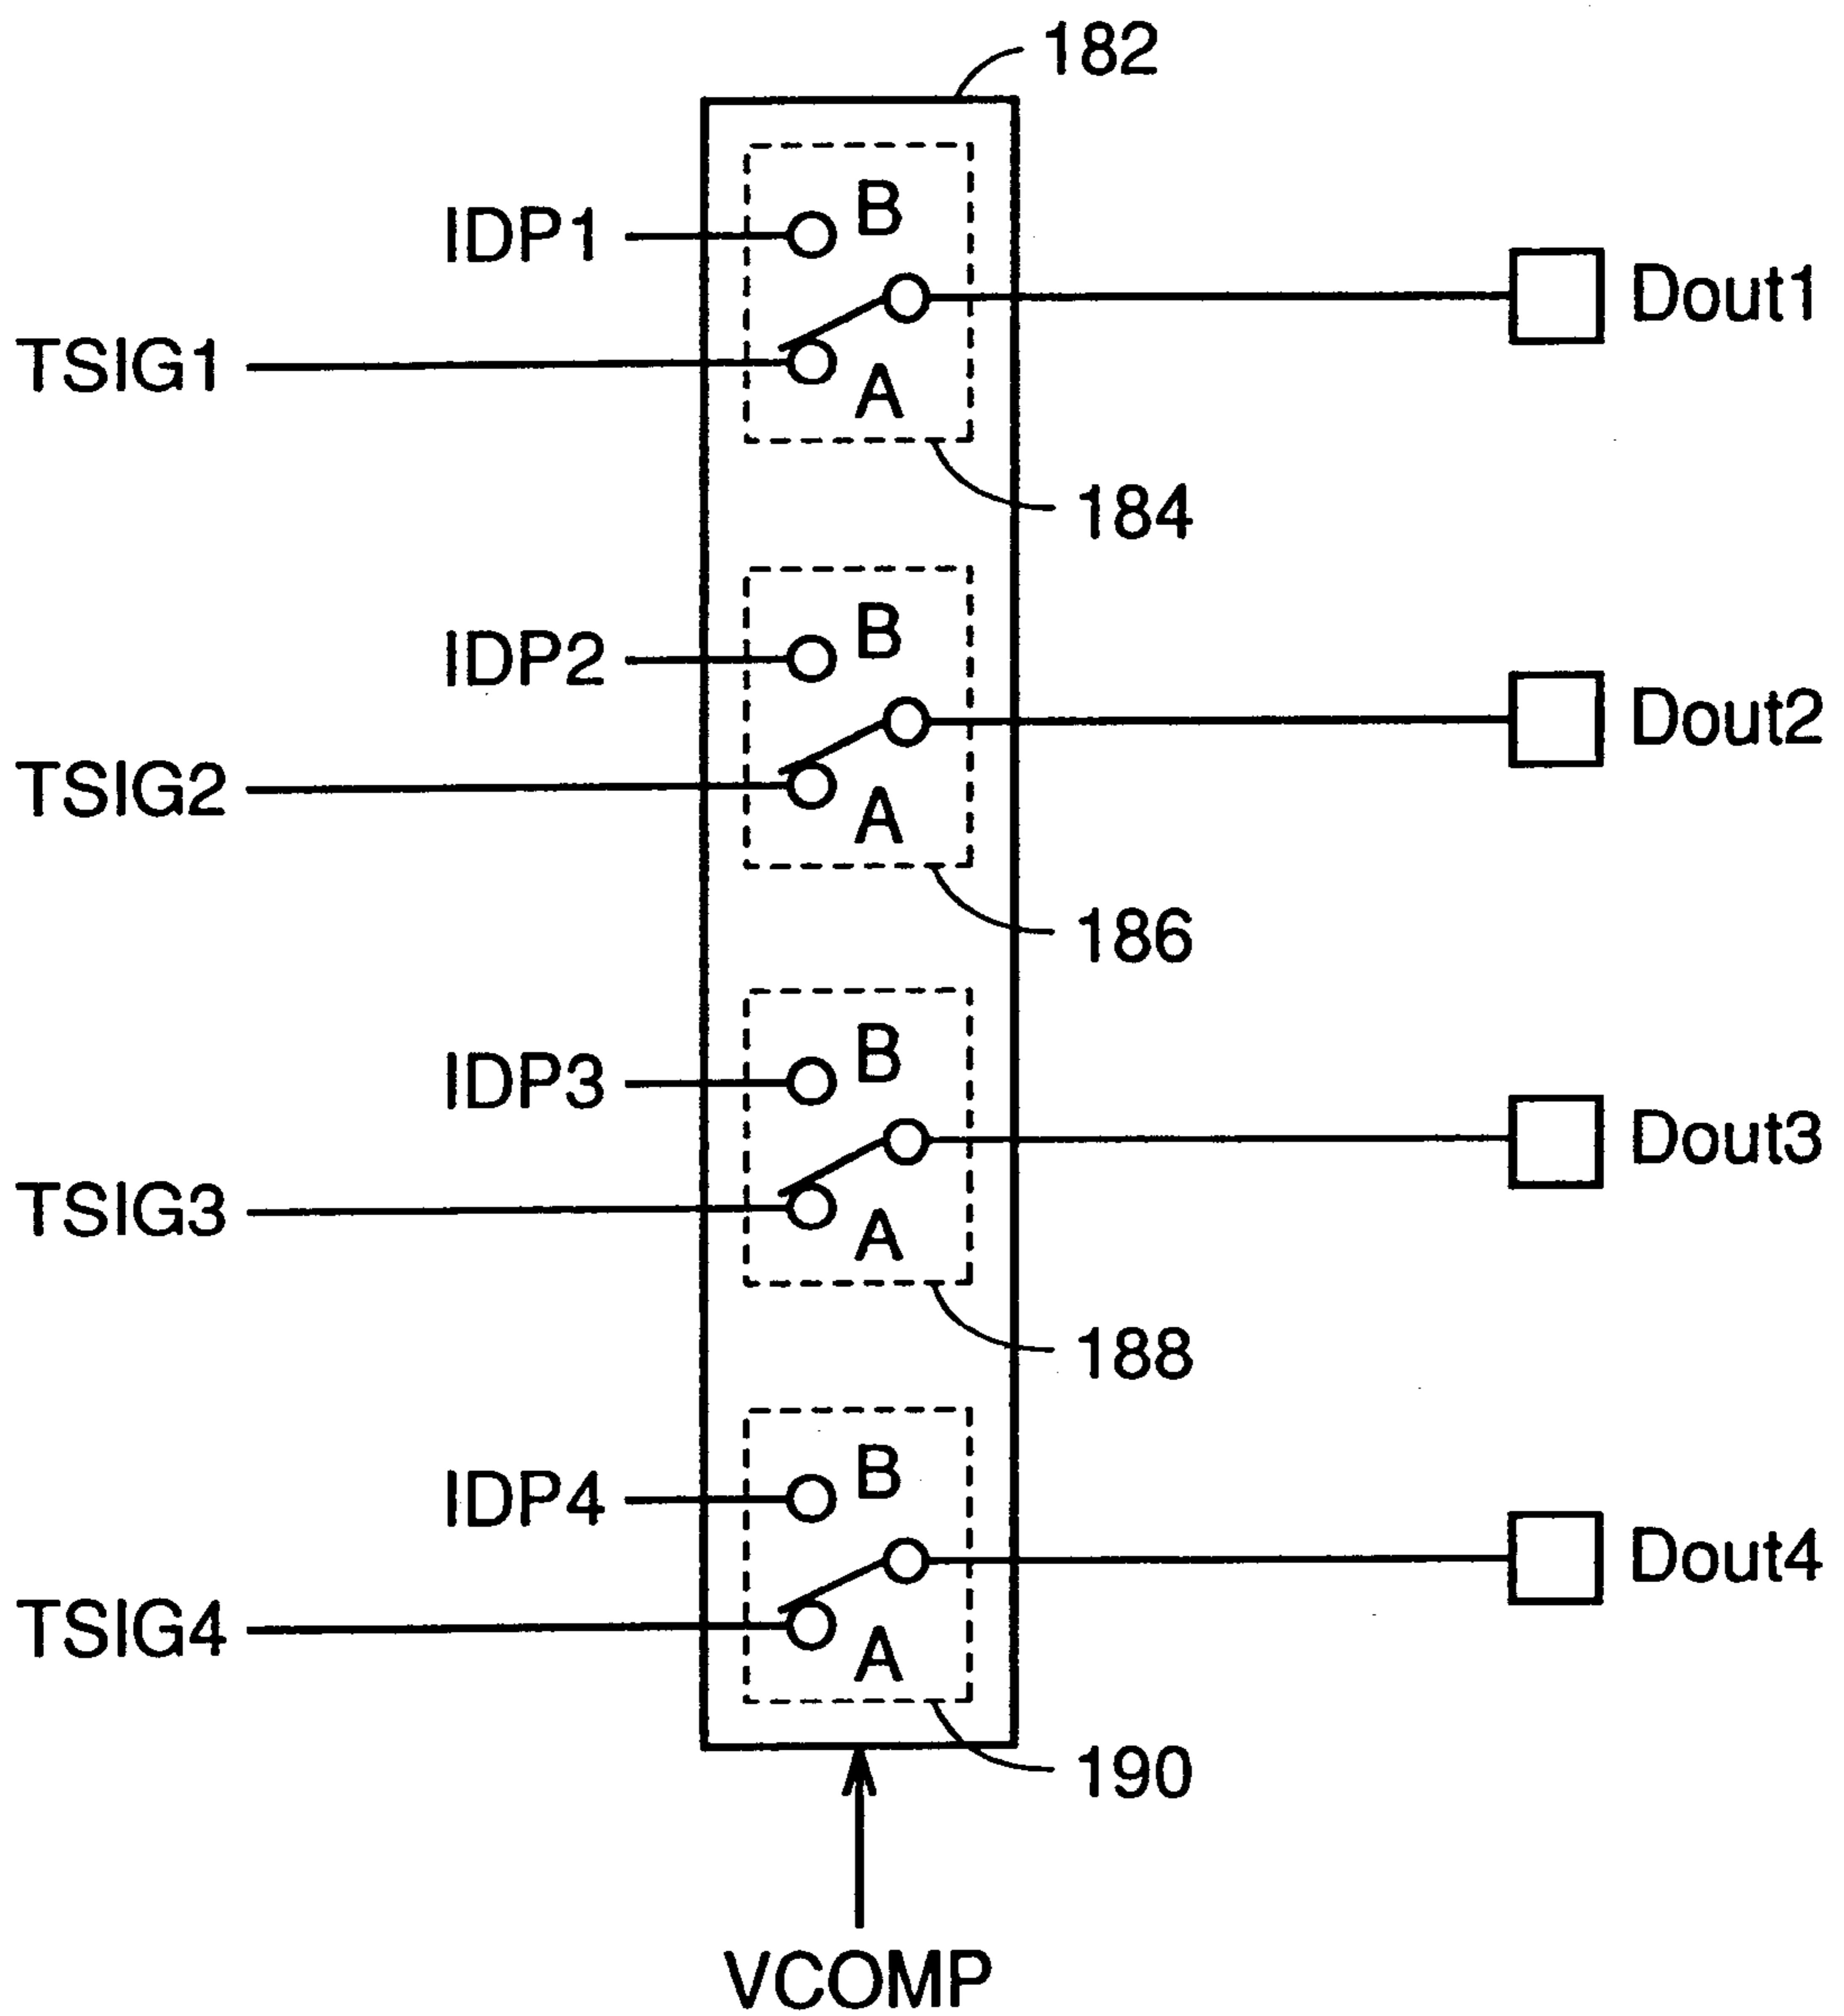 182
B
IDP1
Dout1
TSIG1
A
184
B
IDP2
Dout2
TSIG2
A
186
B
IDP3
Dout3
TSIG3
A
188
B
IDP4
Dout4
TSIG4
A
190
VCOMP